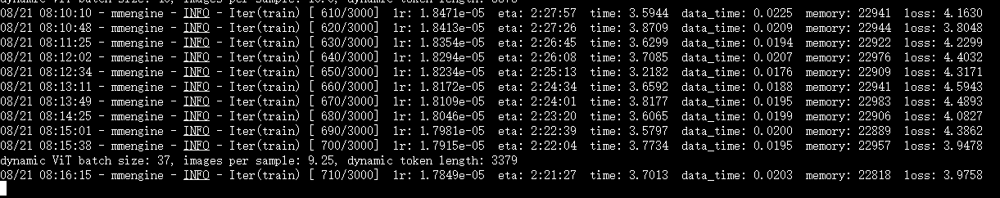 08/21 08:10:10 - mmengine - INFO - Iter(train) [ 610/3000] lr: 1.8471e-05 eta: 2:27:57 time: 3.5944 data_time: 0.0225 memory: 22941 loss: 4.1630
08/21 08:10:48 - mmengine - INFO - Iter(train) [ 620/3000] lr: 1.8413e-05 eta: 2:27:26 time: 3.8709 data_time: 0.0209 memory: 22944 loss: 3.8048
08/21 08:11:25 - mmengine - INFO - Iter(train) [ 630/3000] lr: 1.8354e-05 eta: 2:26:45 time: 3.6299 data_time: 0.0194 memory: 22922 loss: 4.2299
08/21 08:12:02 - mmengine - INFO - Iter(train) [ 640/3000] lr: 1.8294e-05 eta: 2:26:08 time: 3.7085 data_time: 0.0207 memory: 22976 loss: 4.4032
08/21 08:12:34 - mmengine - INFO - Iter(train) [ 650/3000] lr: 1.8234e-05 eta: 2:25:13 time: 3.2182 data_time: 0.0176 memory: 22909 loss: 4.3171
08/21 08:13:11 - mmengine - INFO - Iter(train) [ 660/3000] lr: 1.8172e-05 eta: 2:24:34 time: 3.6592 data_time: 0.0188 memory: 22941 loss: 4.5943
08/21 08:13:49 - mmengine - INFO - Iter(train) [ 670/3000] lr: 1.8109e-05 eta: 2:24:01 time: 3.8177 data_time: 0.0195 memory: 22983 loss: 4.4893
08/21 08:14:25 - mmengine - INFO - Iter(train) [ 680/3000] lr: 1.8046e-05 eta: 2:23:20 time: 3.6065 data_time: 0.0199 memory: 22906 loss: 4.0827
08/21 08:15:01 - mmengine - INFO - Iter(train) [ 690/3000] lr: 1.7981e-05 eta: 2:22:39 time: 3.5797 data_time: 0.0200 memory: 22889 loss: 4.3862
08/21 08:15:38 - mmengine - INFO - Iter(train) [ 700/3000] lr: 1.7915e-05 eta: 2:22:04 time: 3.7734 data_time: 0.0195 memory: 22957 loss: 3.9478
dynamic ViT batch size: 37, images per sample: 9.25, dynamic token length: 3379
08/21 08:16:15 - mmengine - INFO - Iter(train) [ 710/3000] lr: 1.7849e-05 eta: 2:21:27 time: 3.7013 data_time: 0.0203 memory: 22818 loss: 3.9758